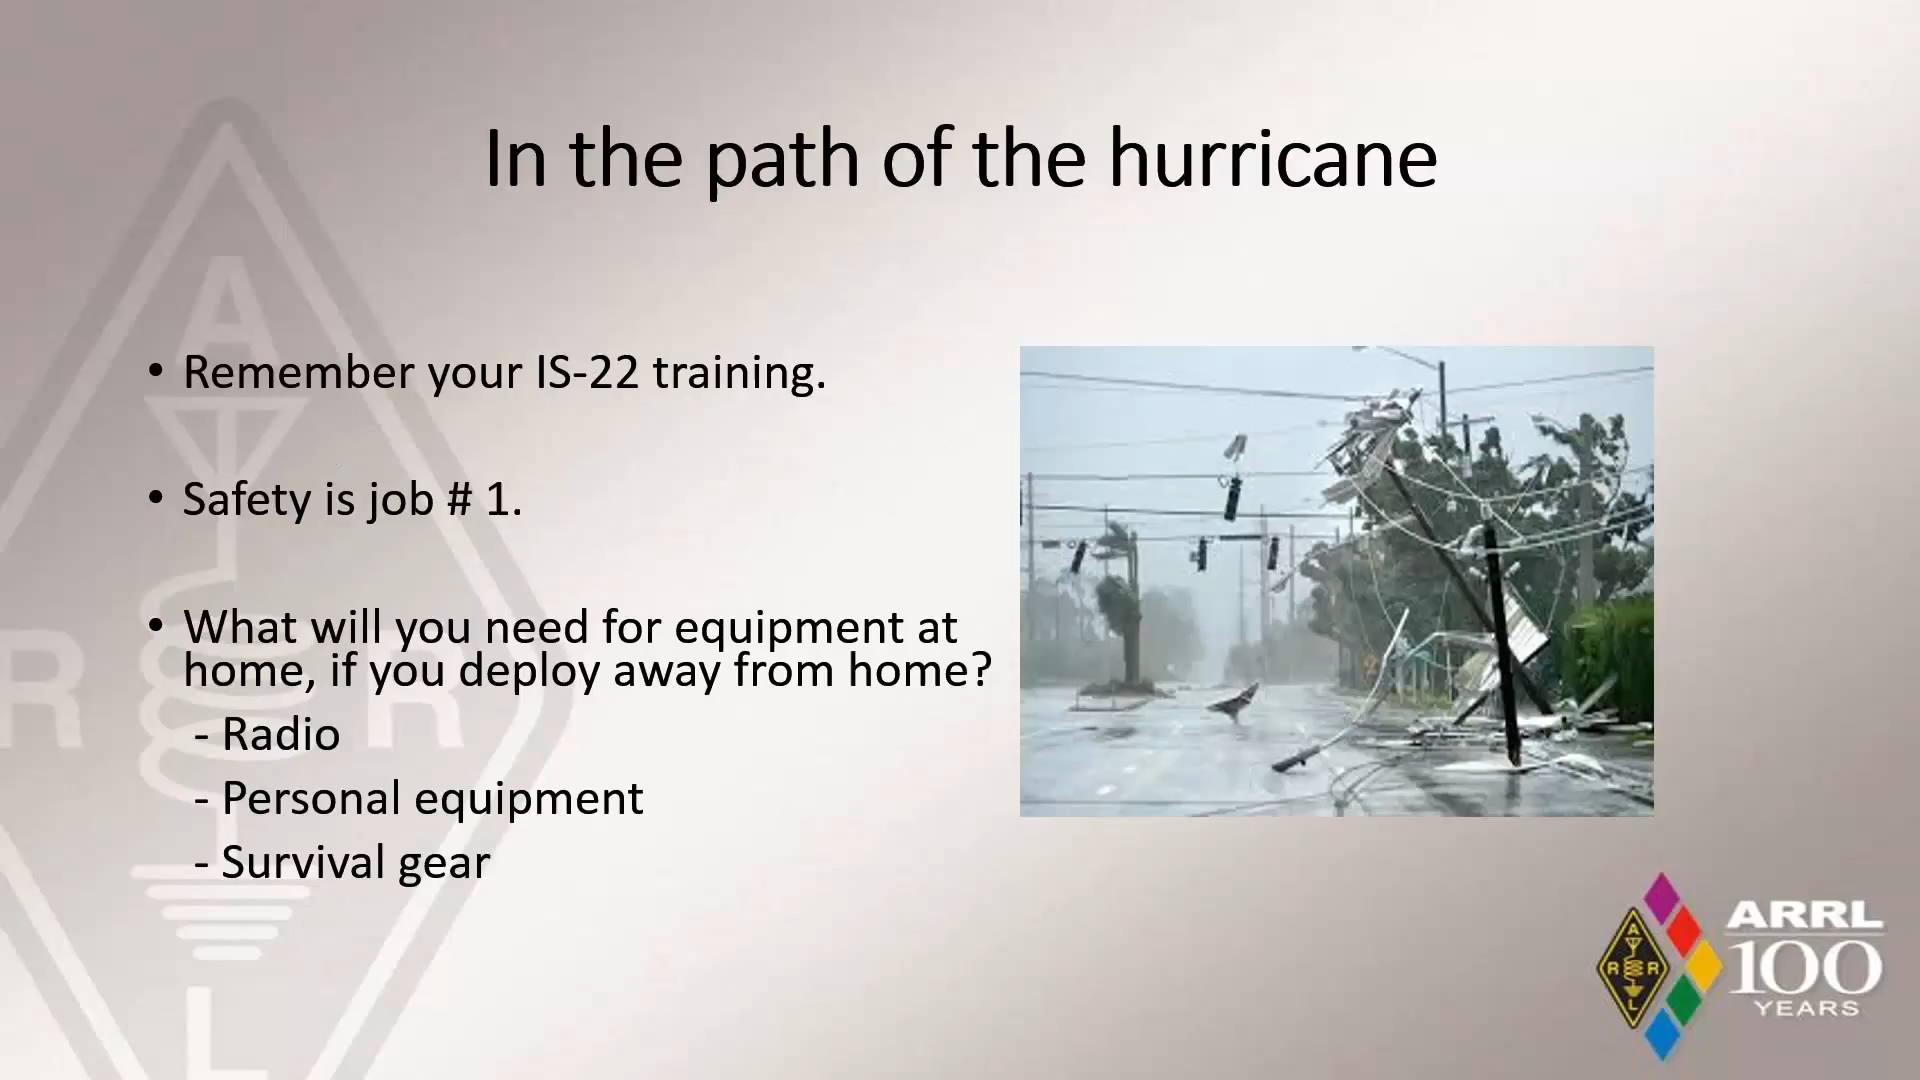 In the path of the hurricane
• Remember your IS-22 training.
• Safety is job # 1.
• What will you need for equipment at
home, if you deploy away from home?
- Radio
- Personal equipment
- Survival gear
A
R R
L
A
R R
L
ARRL
100
YEARS